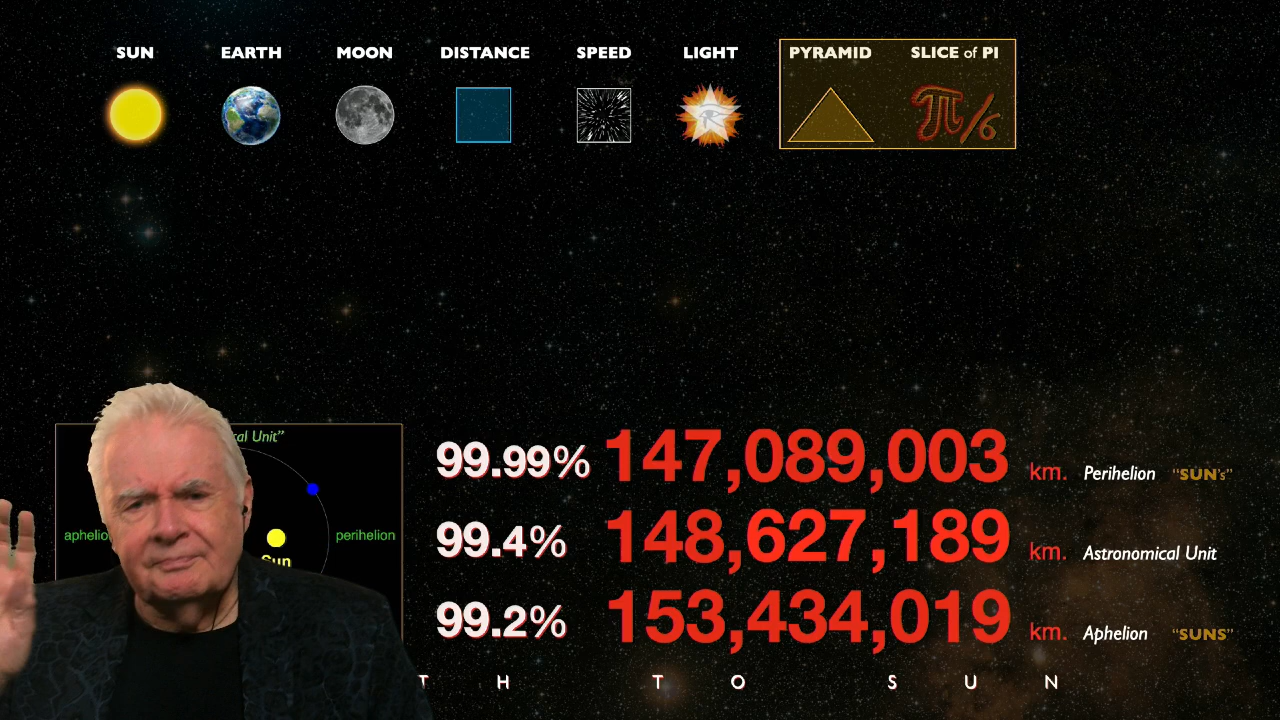 SUN EARTH MOON DISTANCE SPEED LIGHT PYRAMID SLICE of PI
π/6
cal Unit”
99.99% 147,089,003 km. Perihelion “SUN’s”
aphelio perihelion
99.4% 148,627,189 km. Astronomical Unit
Sun
99.2% 153,434,019 km. Aphelion “SUNS”
T H T O S U N